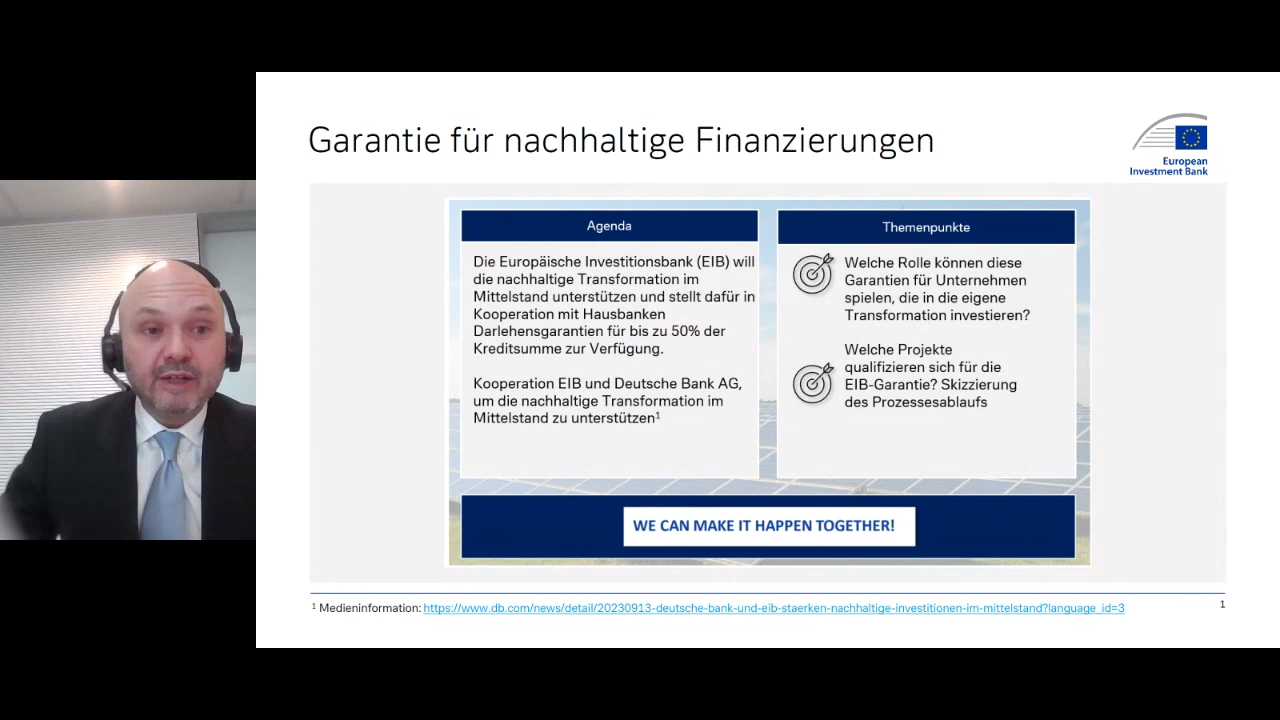 Garantie für nachhaltige Finanzierungen
European
Investment Bank
Agenda
Die Europäische Investitionsbank (EIB) will
die nachhaltige Transformation im
Mittelstand unterstützen und stellt dafür in
Kooperation mit Hausbanken
Darlehensgarantien für bis zu 50% der
Kreditsumme zur Verfügung.
Kooperation EIB und Deutsche Bank AG,
um die nachhaltige Transformation im
Mittelstand zu unterstützen¹
Themenpunkte
Welche Rolle können diese
Garantien für Unternehmen
spielen, die in die eigene
Transformation investieren?
Welche Projekte
qualifizieren sich für die
EIB-Garantie? Skizzierung
des Prozessesablaufs
WE CAN MAKE IT HAPPEN TOGETHER!
¹ Medieninformation: https://www.db.com/news/detail/20230913-deutsche-bank-und-eib-staerken-nachhaltige-investitionen-im-mittelstand?language_id=3
1